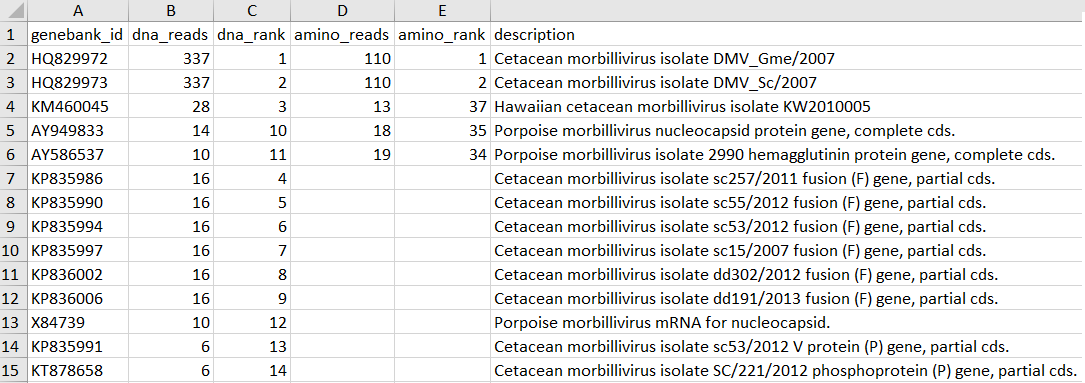 A B C D E
1 genebank_id dna_reads dna_rank amino_reads amino_rank description
2 HQ829972 337 1 110 1 Cetacean morbillivirus isolate DMV_Gme/2007
3 HQ829973 337 2 110 2 Cetacean morbillivirus isolate DMV_Sc/2007
4 KM460045 28 3 13 37 Hawaiian cetacean morbillivirus isolate KW2010005
5 AY949833 14 10 18 35 Porpoise morbillivirus nucleocapsid protein gene, complete cds.
6 AY586537 10 11 19 34 Porpoise morbillivirus isolate 2990 hemagglutinin protein gene, complete cds.
7 KP835986 16 4 Cetacean morbillivirus isolate sc257/2011 fusion (F) gene, partial cds.
8 KP835990 16 5 Cetacean morbillivirus isolate sc55/2012 fusion (F) gene, partial cds.
9 KP835994 16 6 Cetacean morbillivirus isolate sc53/2012 fusion (F) gene, partial cds.
10 KP835997 16 7 Cetacean morbillivirus isolate sc15/2007 fusion (F) gene, partial cds.
11 KP836002 16 8 Cetacean morbillivirus isolate dd302/2012 fusion (F) gene, partial cds.
12 KP836006 16 9 Cetacean morbillivirus isolate dd191/2013 fusion (F) gene, partial cds.
13 X84739 10 12 Porpoise morbillivirus mRNA for nucleocapsid.
14 KP835991 6 13 Cetacean morbillivirus isolate sc53/2012 V protein (P) gene, partial cds.
15 KT878658 6 14 Cetacean morbillivirus isolate SC/221/2012 phosphoprotein (P) gene, partial cds.